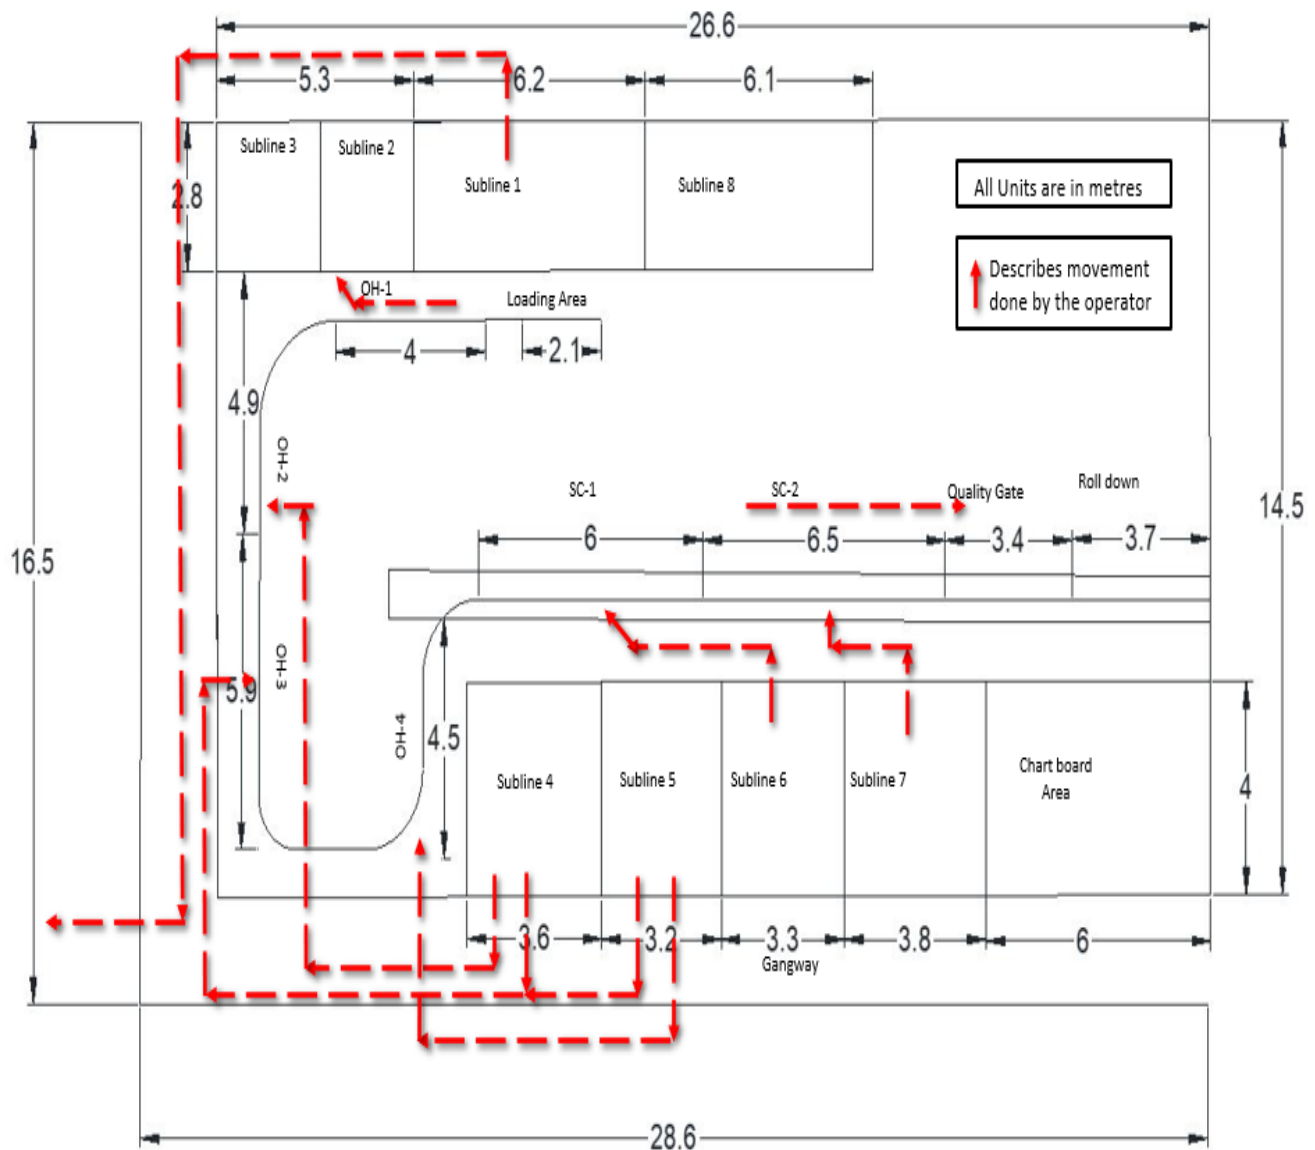 26.6
5.3
6.2
6.1
Subline 3
Subline 2
Subline 1
Subline 8
2.8
All Units are in metres
Describes movement
done by the operator
OH-1
Loading Area
4
2.1
4.9
OH-2
SC-1
SC-2
Quality Gate
Roll down
14.5
16.5
6
6.5
3.4
3.7
OH-3
5.9
OH-4
4.5
Subline 4
Subline 5
Subline 6
Subline 7
Chart board
Area
4
3.6
3.2
3.3
3.8
6
Gangway
28.6